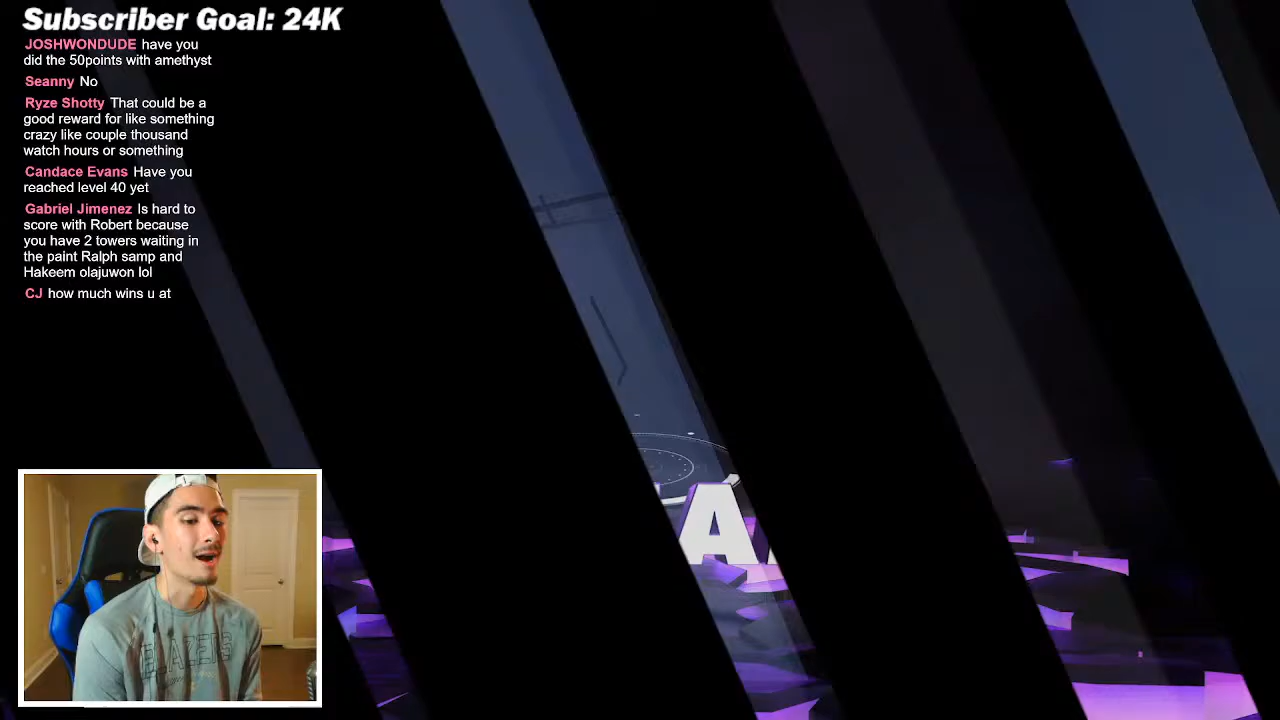 Subscriber Goal: 24K
JOSHWONDUDE have you
did the 50points with amethyst
Seanny No
Ryze Shotty That could be a
good reward for like something
crazy like couple thousand
watch hours or something
Candace Evans Have you
reached level 40 yet
Gabriel Jimenez Is hard to
score with Robert because
you have 2 towers waiting in
the paint Ralph samp and
Hakeem olajuwon lol
CJ how much wins u at
A